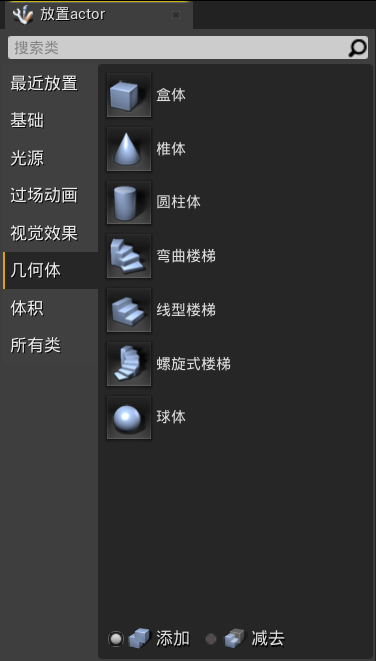 放置actor
搜索类
最近放置
基础
光源
过场动画
视觉效果
几何体
体积
所有类
盒体
椎体
圆柱体
弯曲楼梯
线型楼梯
螺旋式楼梯
球体
添加 减去